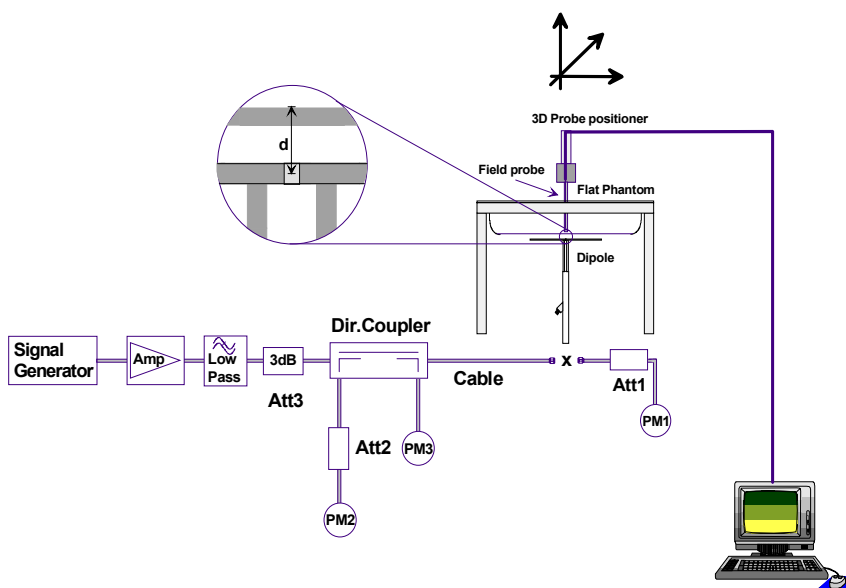 3D Probe positioner
d
Field probe
Flat Phantom
Dipole
Dir.Coupler
Signal
Generator
Amp
Low
Pass
3dB
Att3
Cable
x
Att1
PM1
Att2
PM3
PM2